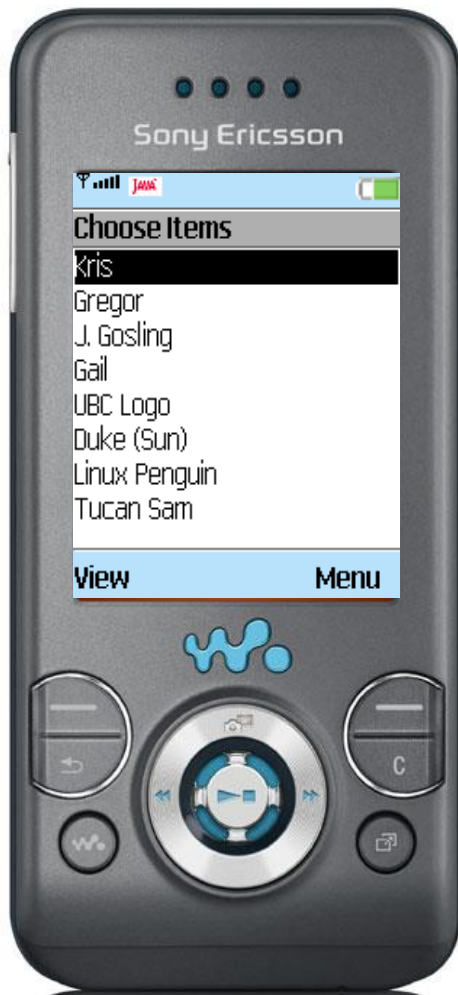 Sony Ericsson
JAVA
Choose Items
Kris
Gregor
J. Gosling
Gail
UBC Logo
Duke (Sun)
Linux Penguin
Tucan Sam
View Menu
C